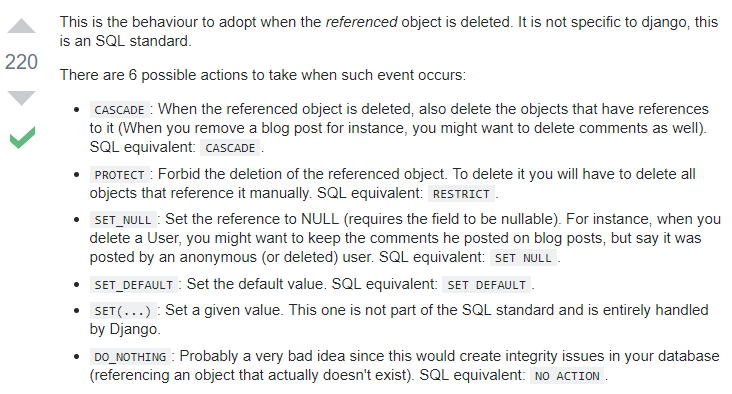 This is the behaviour to adopt when the referenced object is deleted. It is not specific to django, this
is an SQL standard.
220
There are 6 possible actions to take when such event occurs:
• CASCADE : When the referenced object is deleted, also delete the objects that have references
to it (When you remove a blog post for instance, you might want to delete comments as well).
SQL equivalent: CASCADE .
• PROTECT : Forbid the deletion of the referenced object. To delete it you will have to delete all
objects that reference it manually. SQL equivalent: RESTRICT .
• SET_NULL : Set the reference to NULL (requires the field to be nullable). For instance, when you
delete a User, you might want to keep the comments he posted on blog posts, but say it was
posted by an anonymous (or deleted) user. SQL equivalent: SET NULL .
• SET_DEFAULT : Set the default value. SQL equivalent: SET DEFAULT .
• SET(...) : Set a given value. This one is not part of the SQL standard and is entirely handled
by Django.
• DO_NOTHING : Probably a very bad idea since this would create integrity issues in your database
(referencing an object that actually doesn't exist). SQL equivalent: NO ACTION .